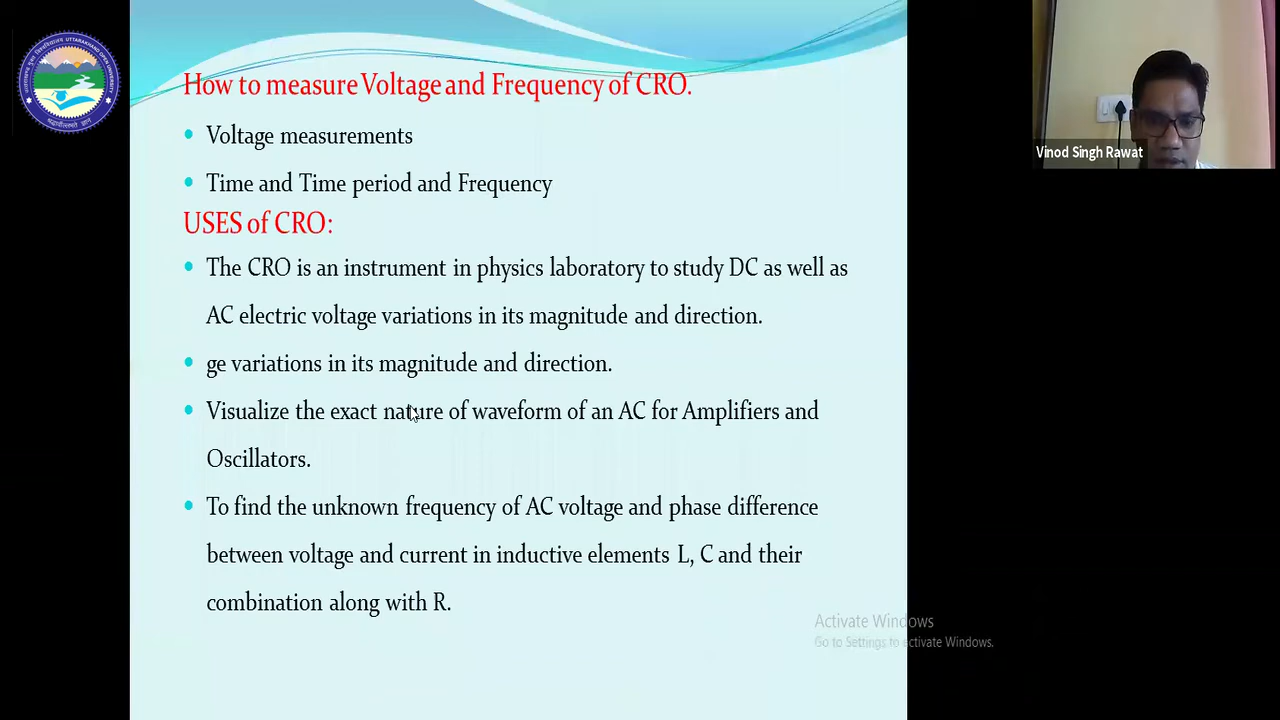 How to measure Voltage and Frequency of CRO.
Voltage measurements
Time and Time period and Frequency
USES of CRO:
The CRO is an instrument in physics laboratory to study DC as well as
AC electric voltage variations in its magnitude and direction.
ge variations in its magnitude and direction.
Visualize the exact nature of waveform of an AC for Amplifiers and
Oscillators.
To find the unknown frequency of AC voltage and phase difference
between voltage and current in inductive elements L, C and their
combination along with R.
Vinod Singh Rawat
Activate Windows
Go to Settings to activate Windows.
UTTARAKHAND OPEN UNIVERSITY